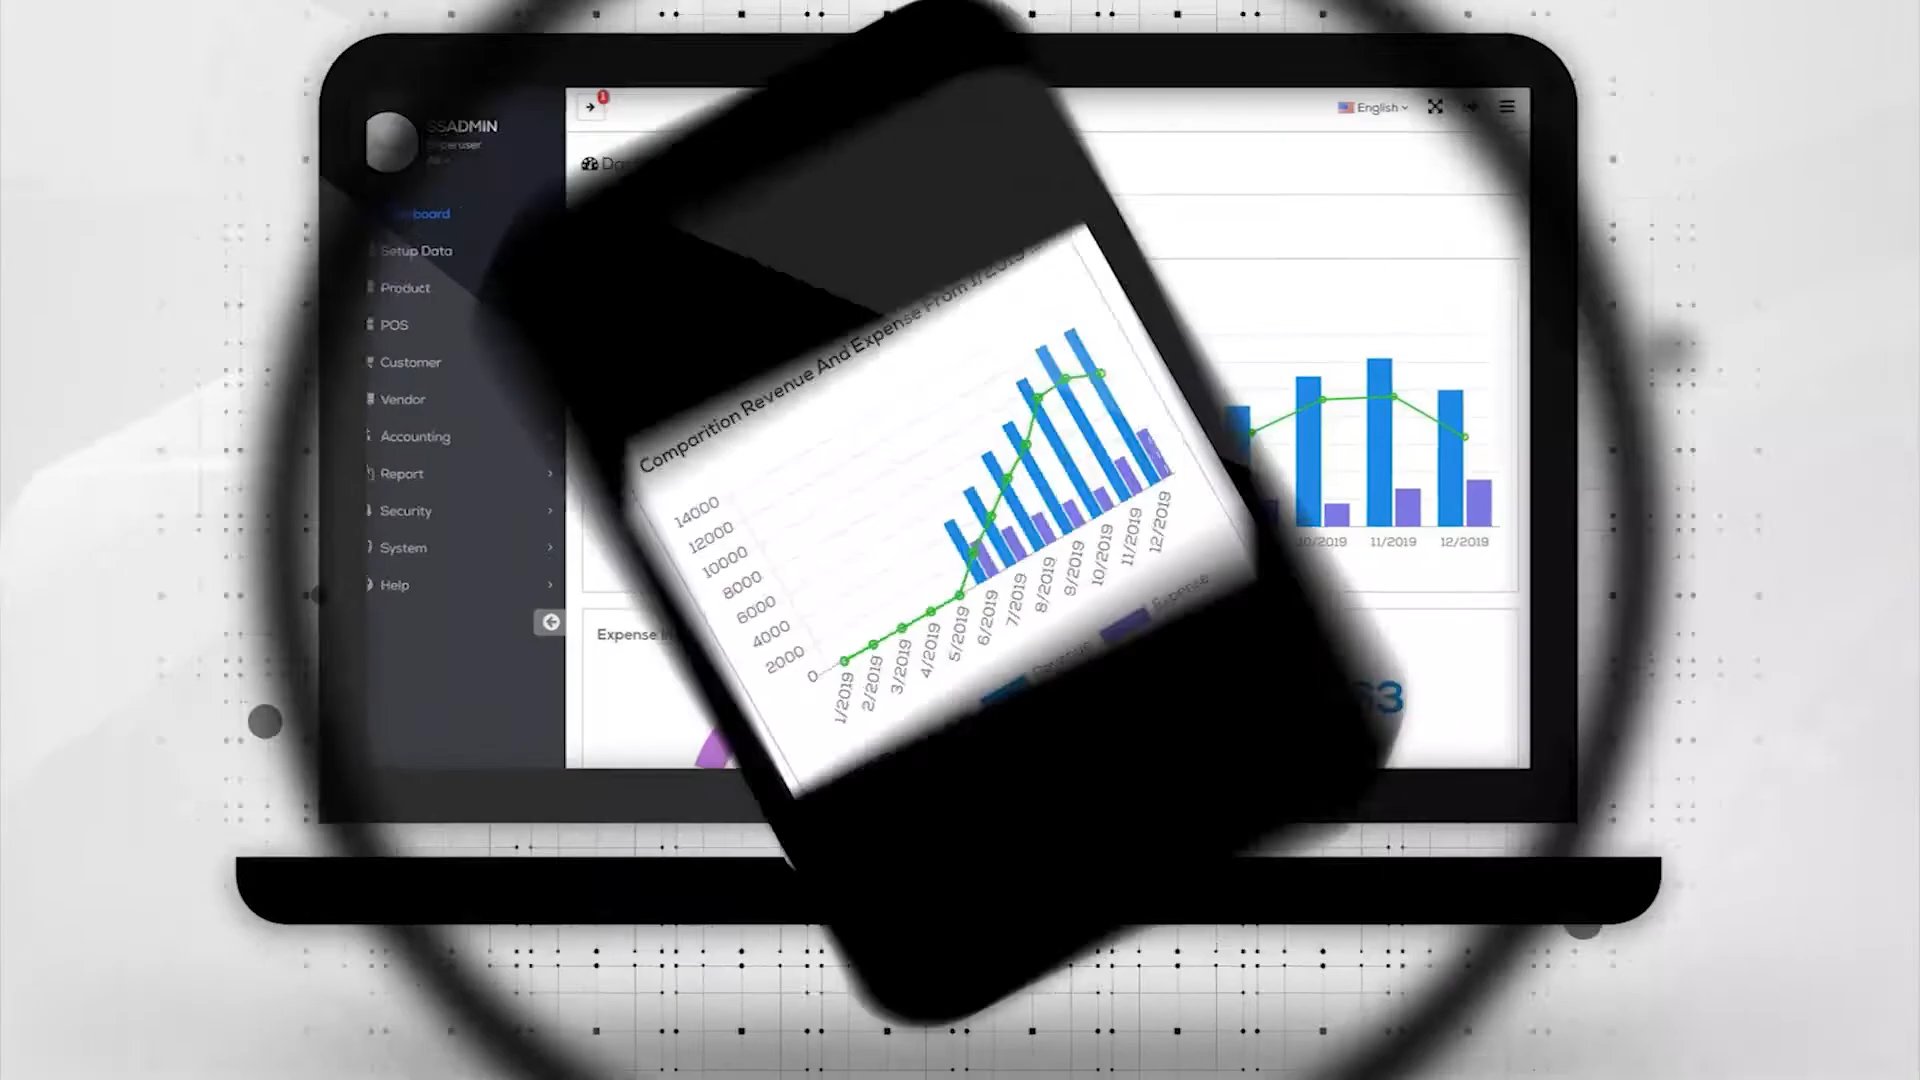 SSADMIN
English
1
Setup Data
Product
POS
Customer
Vendor
Accounting
Report
Security
System
Help
Comparition Revenue And Expense From 1/2019
14000
12000
10000
8000
6000
4000
2000
0
1/2019
2/2019
3/2019
4/2019
5/2019
6/2019
7/2019
8/2019
9/2019
10/2019
11/2019
12/2019
Expense
10/2019
11/2019
12/2019
Expense